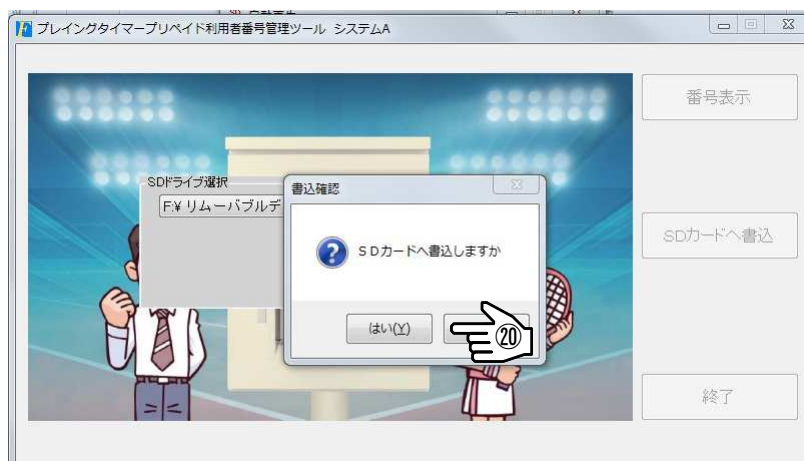 プレイングタイマープリペイド利用者番号管理ツール システムA
番号表示
SDドライブ選択
F:¥ リムーバブルデ
書込確認
SDカードへ書込しますか
はい(Y)
⑳
SDカードへ書込
終了